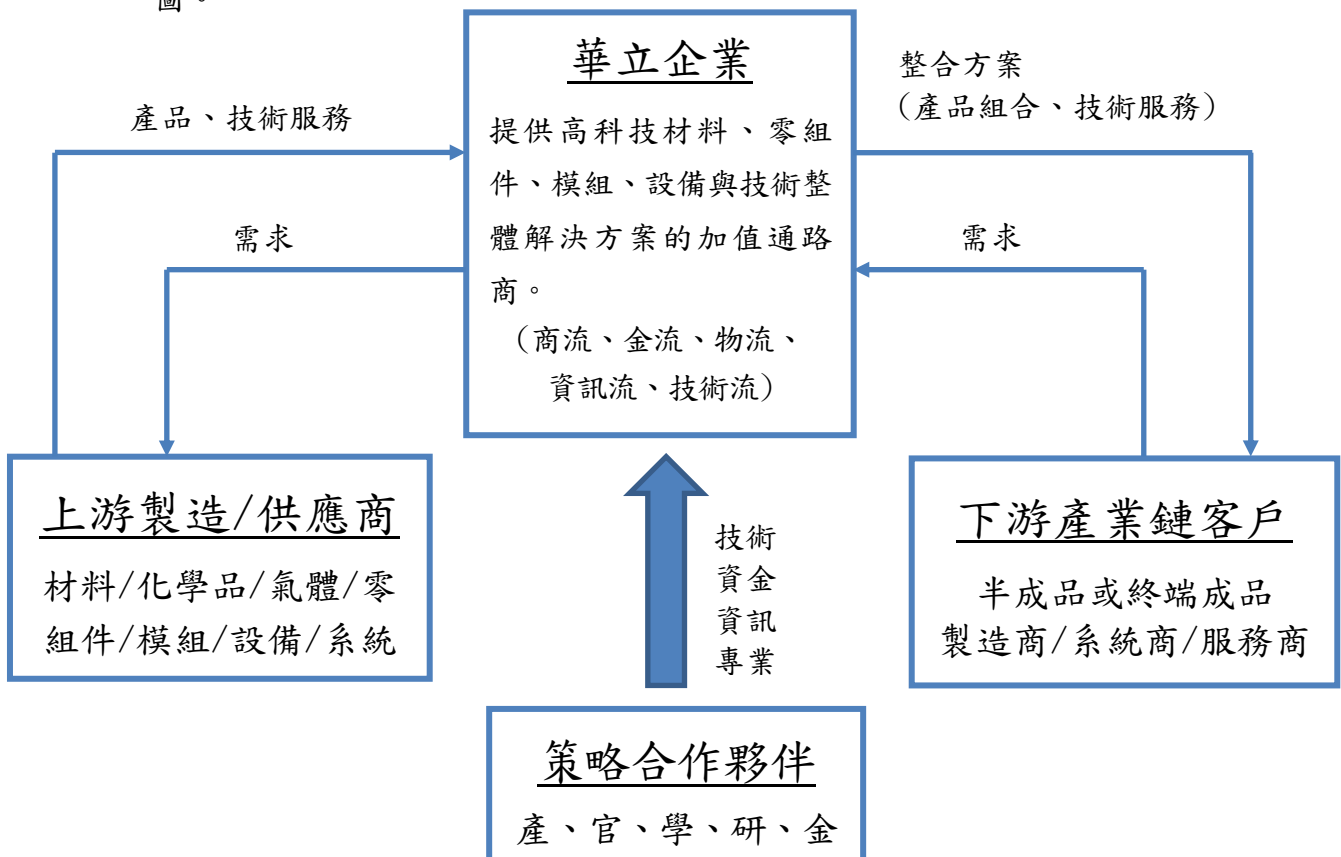 圖。
華立企業
提供高科技材料、零組
件、模組、設備與技術整
體解決方案的加值通路
商。
(商流、金流、物流、
資訊流、技術流)
產品、技術服務
需求
整合方案
(產品組合、技術服務)
需求
上游製造/供應商
材料/化學品/氣體/零
組件/模組/設備/系統
技術
資金
資訊
專業
下游產業鏈客戶
半成品或終端成品
製造商/系統商/服務商
策略合作夥伴
產、官、學、研、金